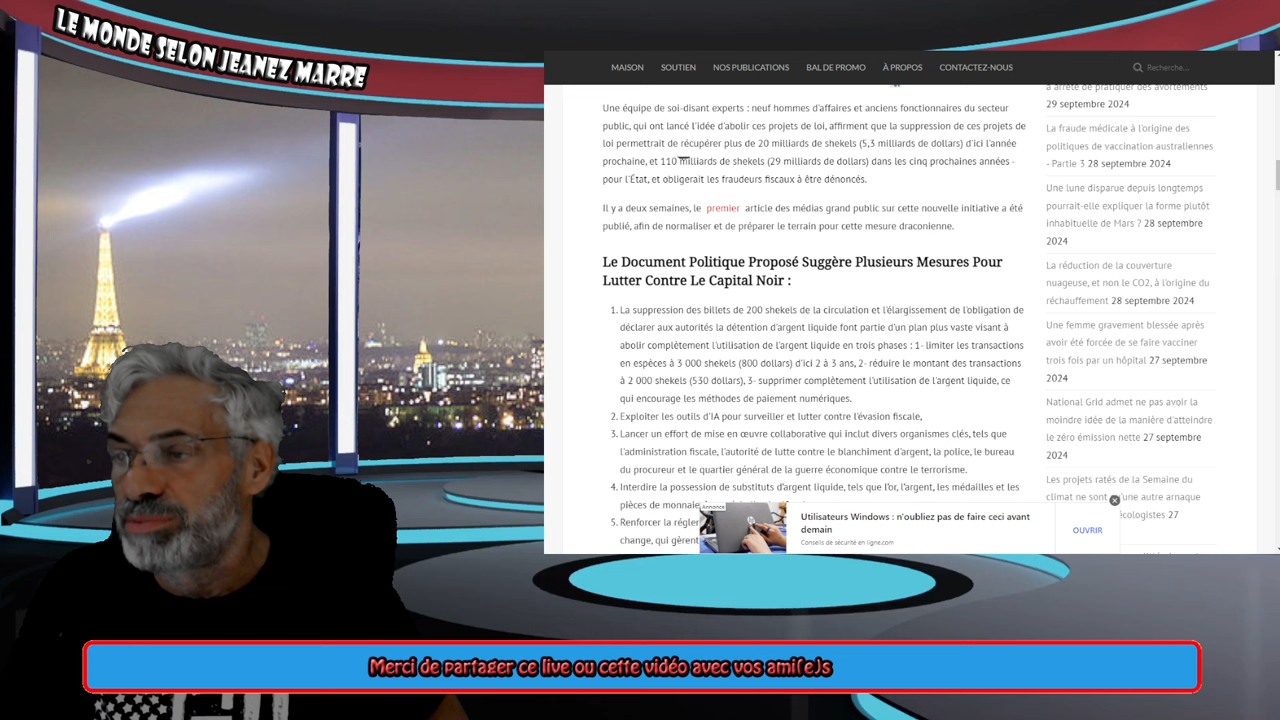 LE MONDE SELON JEANEZ MARRE
MAISON SOUTIEN NOS PUBLICATIONS BAL DE PROMO À PROPOS CONTACTEZ-NOUS Recherche…
Une équipe de soi-disant experts : neuf hommes d'affaires et anciens fonctionnaires du secteur
public, qui ont lancé l'idée d'abolir ces projets de loi, affirment que la suppression de ces projets de
loi permettrait de récupérer plus de 20 milliards de shekels (5,3 milliards de dollars) d'ici l'année
prochaine, et 110 milliards de shekels (29 milliards de dollars) dans les cinq prochaines années -
pour l'État, et obligerait les fraudeurs fiscaux à être dénoncés.
Il y a deux semaines, le premier article des médias grand public sur cette nouvelle initiative a été
publié, afin de normaliser et de préparer le terrain pour cette mesure draconienne.
Le Document Politique Proposé Suggère Plusieurs Mesures Pour
Lutter Contre Le Capital Noir :
1. La suppression des billets de 200 shekels de la circulation et l'élargissement de l'obligation de
déclarer aux autorités la détention d'argent liquide font partie d'un plan plus vaste visant à
abolir complètement l'utilisation de l'argent liquide en trois phases : 1- limiter les transactions
en espèces à 3 000 shekels (800 dollars) d'ici 2 à 3 ans, 2- réduire le montant des transactions
à 2 000 shekels (530 dollars), 3- supprimer complètement l'utilisation de l'argent liquide, ce
qui encourage les méthodes de paiement numériques.
2. Exploiter les outils d'IA pour surveiller et lutter contre l'évasion fiscale,
3. Lancer un effort de mise en œuvre collaborative qui inclut divers organismes clés, tels que
l'administration fiscale, l'autorité de lutte contre le blanchiment d'argent, la police, le bureau
du procureur et le quartier général de la guerre économique contre le terrorisme.
4. Interdire la possession de substituts d'argent liquide, tels que l'or, l'argent, les médailles et les
pièces de monnaie
5. Renforcer la
change, qui gèrent
à arrêté de pratiquer des avortements
29 septembre 2024
La fraude médicale à l'origine des
politiques de vaccination australiennes
- Partie 3 28 septembre 2024
Une lune disparue depuis longtemps
pourrait-elle expliquer la forme plutôt
inhabituelle de Mars ? 28 septembre
2024
La réduction de la couverture
nuageuse, et non le CO2, à l'origine du
réchauffement 28 septembre 2024
Une femme gravement blessée après
avoir été forcée de se faire vacciner
trois fois par un hôpital 27 septembre
2024
National Grid admet ne pas avoir la
moindre idée de la manière d'atteindre
le zéro émission nette 27 septembre
2024
Les projets ratés de la Semaine du
climat ne sont d'une autre arnaque
écologistes 27
Annonce
Utilisateurs Windows : n'oubliez pas de faire ceci avant
demain
Conseils de sécurité en ligne.com
OUVRIR
Merci de partager ce live ou cette vidéo avec vos ami(e)s